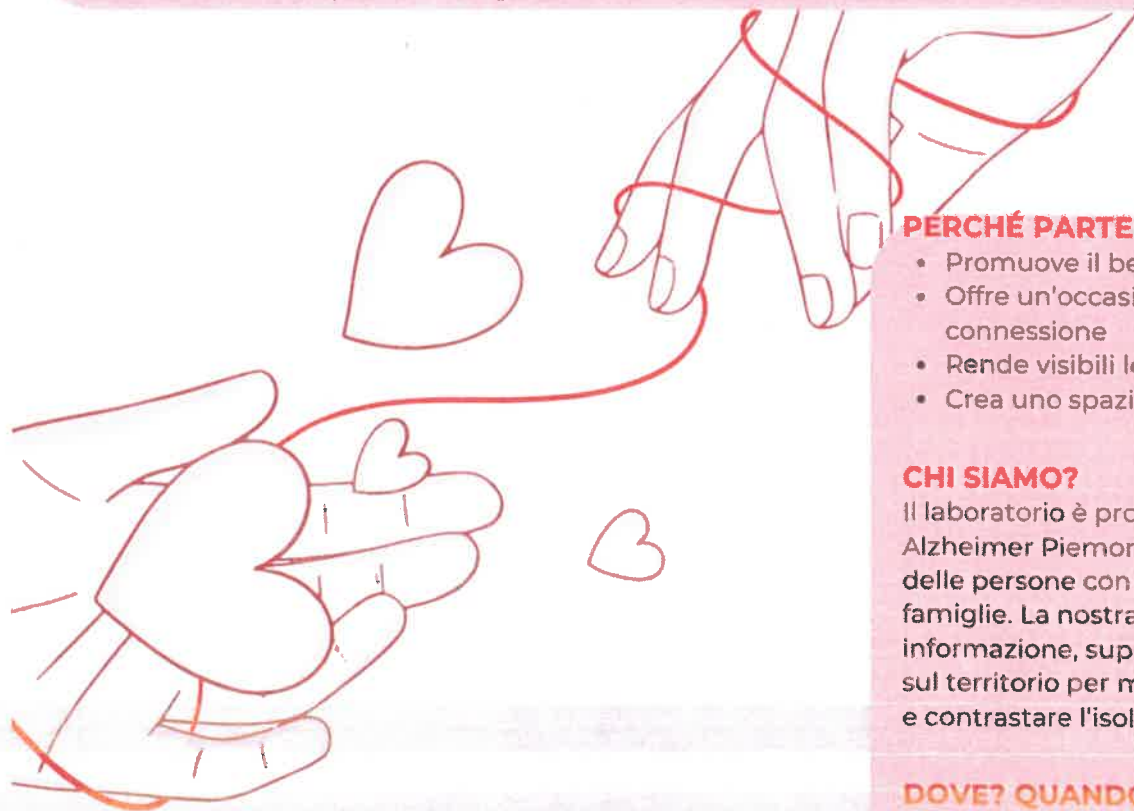 PERCHÉ PARTE
• Promuove il be
• Offre un'occasi
connessione
• Rende visibili l
• Crea uno spazi
CHI SIAMO?
Il laboratorio è pro
Alzheimer Piemon
delle persone con
famiglie. La nostra
informazione, sup
sul territorio per m
e contrastare l'isol
DOVE? QUANDO